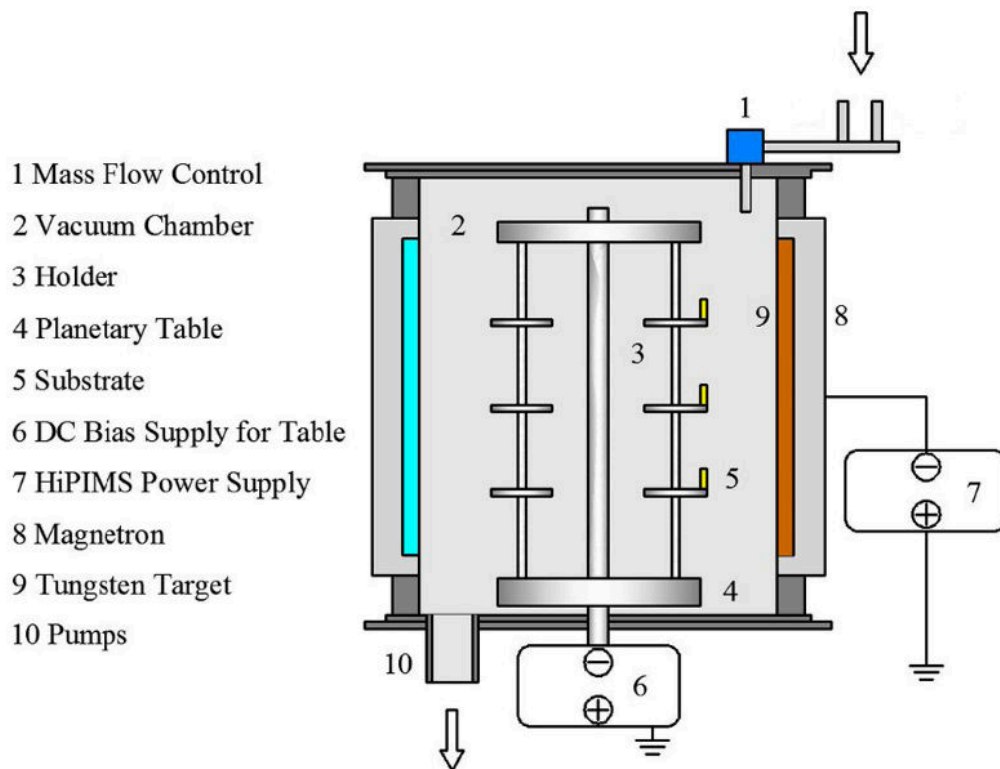 1 Mass Flow Control
2 Vacuum Chamber
3 Holder
4 Planetary Table
5 Substrate
6 DC Bias Supply for Table
7 HiPIMS Power Supply
8 Magnetron
9 Tungsten Target
10 Pumps
1
2
3
9
8
5
7
4
10
6